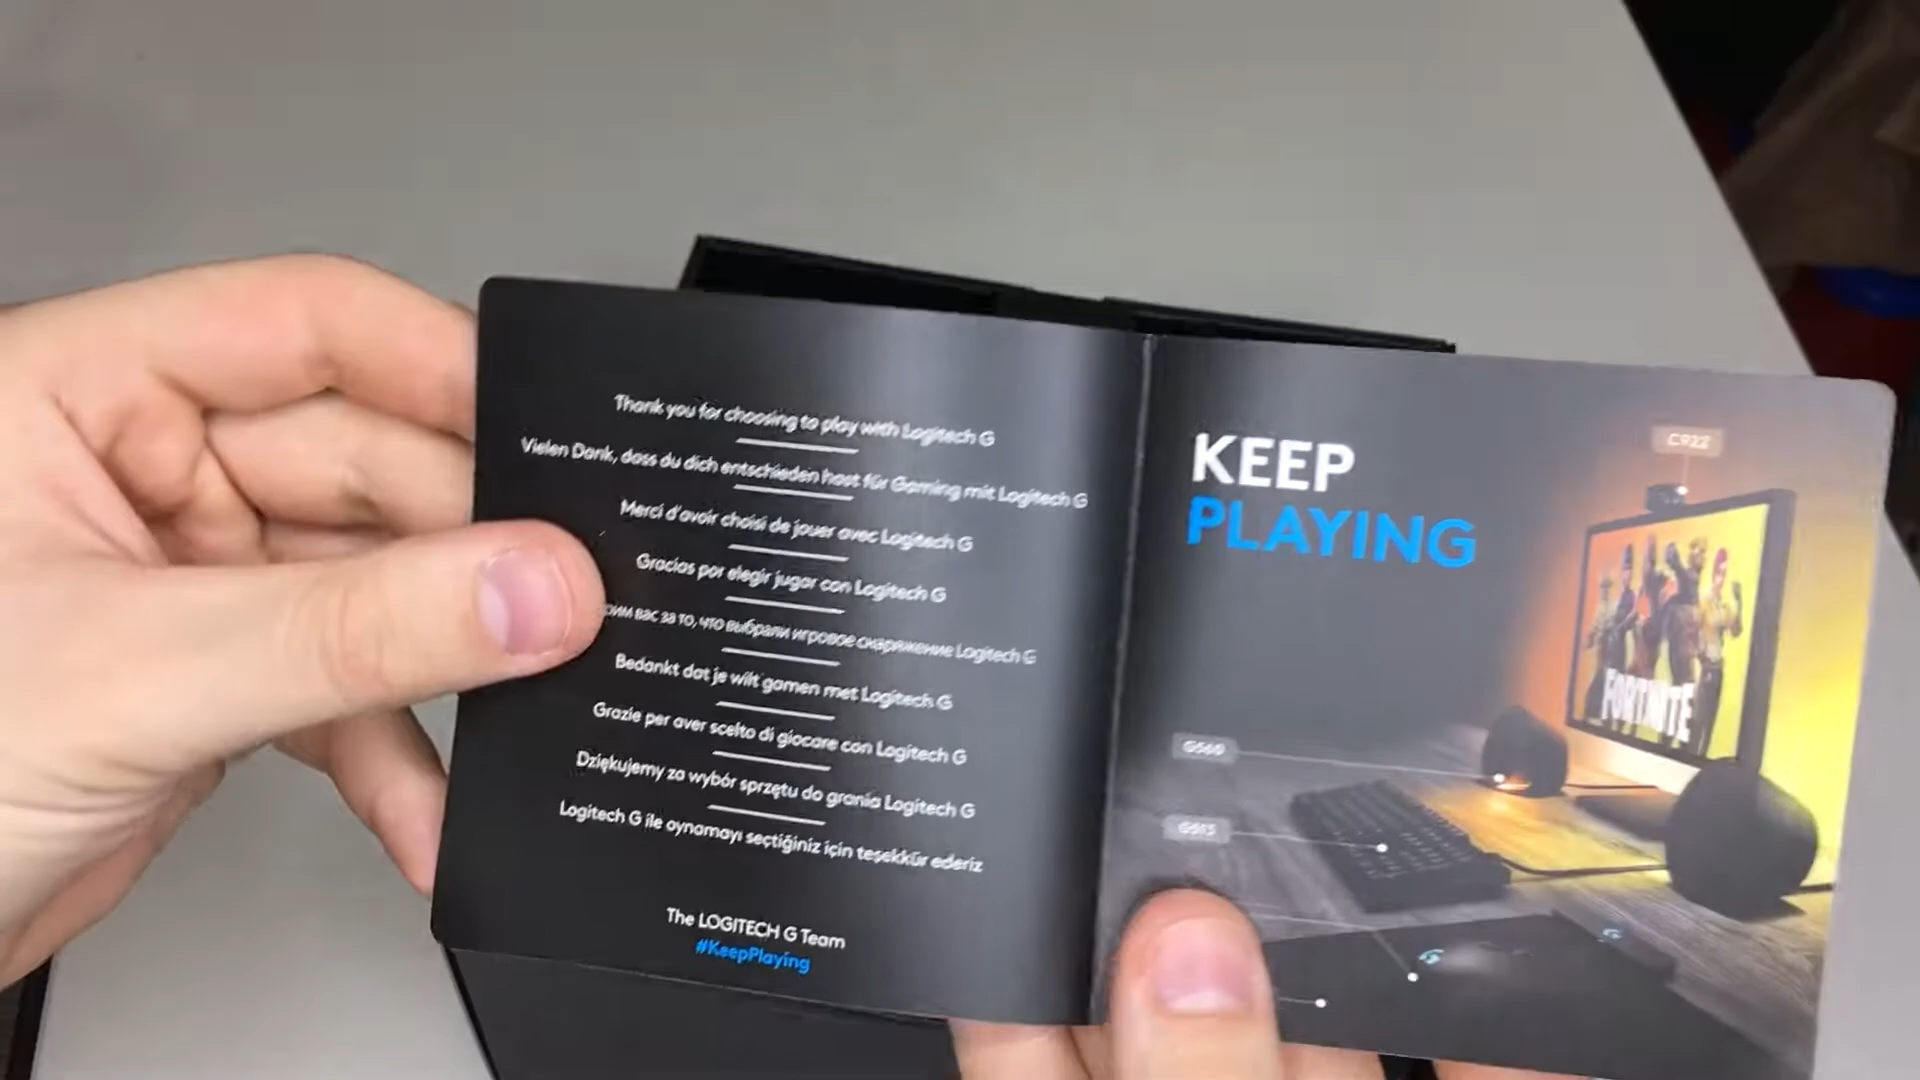 Thank you for choosing to play with Logitech G
Vielen Dank, dass du dich entschieden hast für Gaming mit Logitech G
Merci d'avoir choisi de jouer avec Logitech G
Gracias por elegir jugar con Logitech G
вас за то, что выбрали игровое снаряжение Logitech G
Bedankt dat je wilt gamen met Logitech G
Grazie per aver scelto di giocare con Logitech G
Dziękujemy za wybór sprzętu do grania Logitech G
Logitech G ile oynamayı seçtiğiniz için teşekkür ederiz
The LOGITECH G Team
#KeepPlaying
KEEP
PLAYING
C922
FORTNITE
G560
G513